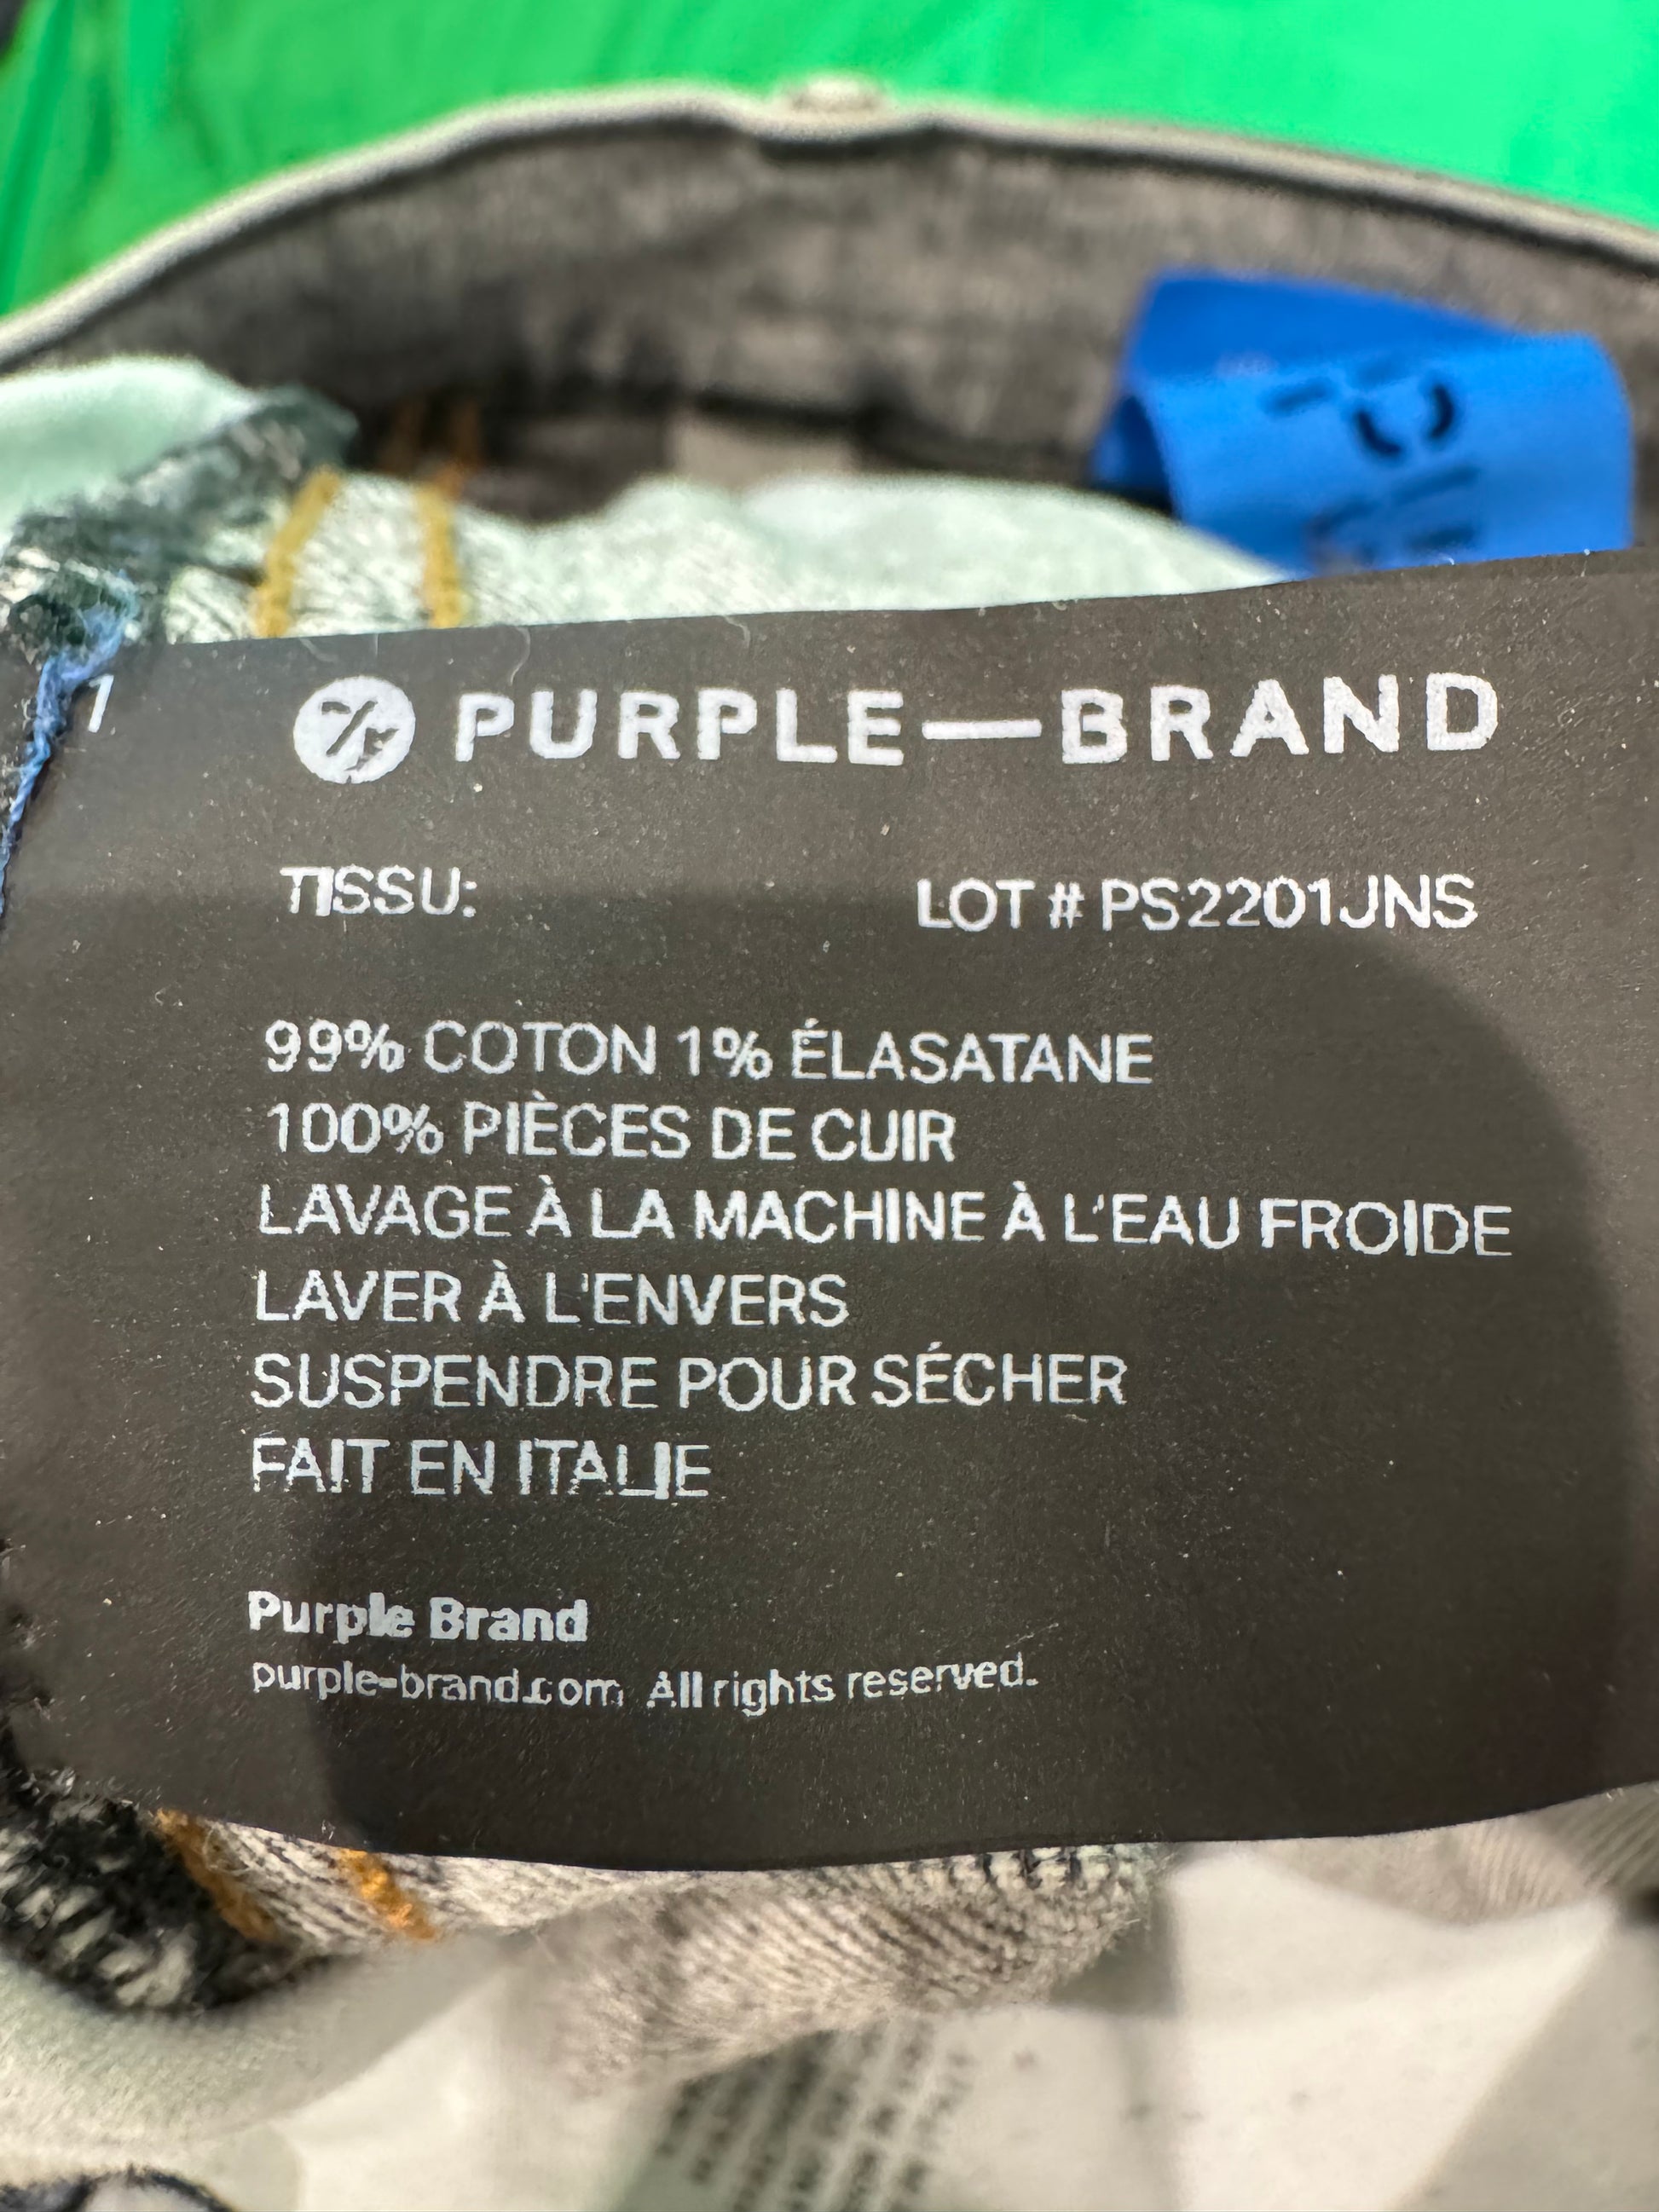 1
PURPLE—BRAND
TISSU: LOT # PS2201JNS
99% COTON 1% ÉLASATANE
100% PIÈCES DE CUIR
LAVAGE À LA MACHINE À L'EAU FROIDE
LAVER À L'ENVERS
SUSPENDRE POUR SÉCHER
FAIT EN ITALIE
Purple Brand
purple-brand.com All rights reserved.